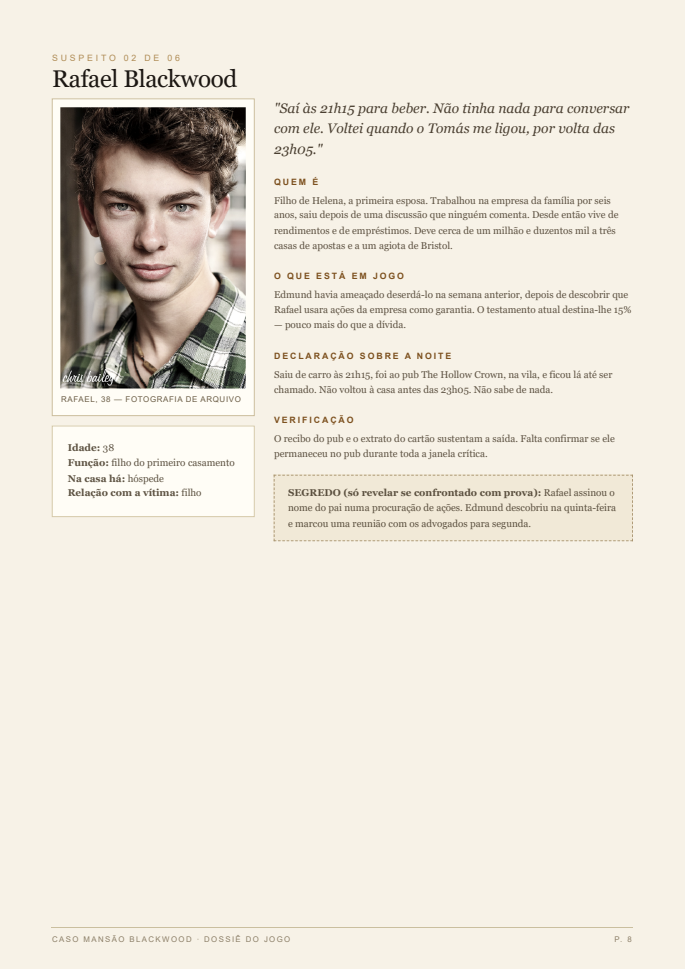 SUSPEITO 02 DE 06
Rafael Blackwood
chris bailey
RAFAEL, 38 — FOTOGRAFIA DE ARQUIVO
Idade: 38
Função: filho do primeiro casamento
Na casa há: hóspede
Relação com a vítima: filho
"Saí às 21h15 para beber. Não tinha nada para conversar
com ele. Voltei quando o Tomás me ligou, por volta das
23h05."
QUEM É
Filho de Helena, a primeira esposa. Trabalhou na empresa da família por seis
anos, saiu depois de uma discussão que ninguém comenta. Desde então vive de
rendimentos e de empréstimos. Deve cerca de um milhão e duzentos mil a três
casas de apostas e a um agiota de Bristol.
O QUE ESTÁ EM JOGO
Edmund havia ameaçado deserdá-lo na semana anterior, depois de descobrir que
Rafael usara ações da empresa como garantia. O testamento atual destina-lhe 15%
— pouco mais do que a dívida.
DECLARAÇÃO SOBRE A NOITE
Saiu de carro às 21h15, foi ao pub The Hollow Crown, na vila, e ficou lá até ser
chamado. Não voltou à casa antes das 23h05. Não sabe de nada.
VERIFICAÇÃO
O recibo do pub e o extrato do cartão sustentam a saída. Falta confirmar se ele
permaneceu no pub durante toda a janela crítica.
SEGREDO (só revelar se confrontado com prova): Rafael assinou o
nome do pai numa procuração de ações. Edmund descobriu na quinta-feira
e marcou uma reunião com os advogados para segunda.
CASO MANSÃO BLACKWOOD · DOSSIÊ DO JOGO
P. 8